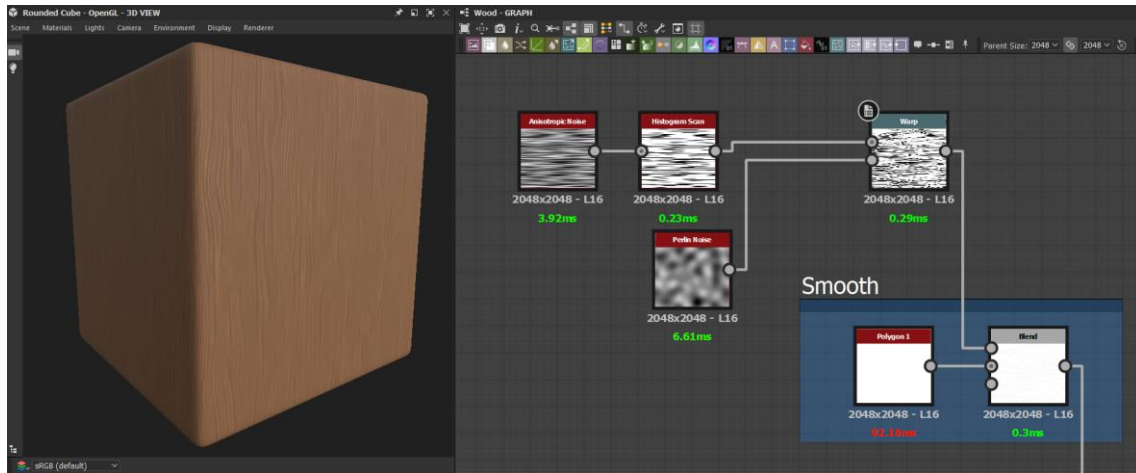 Rounded Cube - OpenGL - 3D VIEW
Scene Materials Lights Camera Environment Display Renderer
sRGB (default)
Wood - GRAPH
Parent Size: 2048 2048
Anisotropic Noise
2048x2048 - L16
3.92ms
Histogram Scan
2048x2048 - L16
0.23ms
Warp
2048x2048 - L16
0.29ms
Perlin Noise
2048x2048 - L16
6.61ms
Smooth
Polygon 1
2048x2048 - L16
92.16ms
Blend
2048x2048 - L16
0.3ms